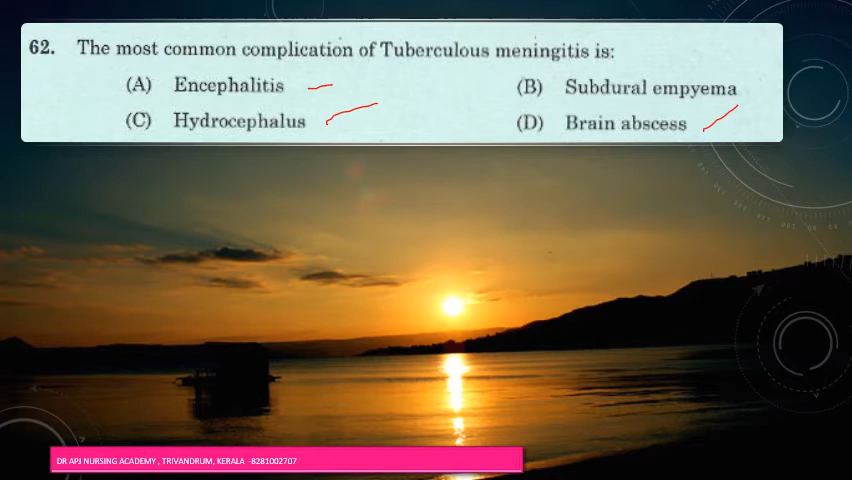 62. The most common complication of Tuberculous meningitis is:
(A) Encephalitis (B) Subdural empyema
(C) Hydrocephalus (D) Brain abscess
DR APJ NURSING ACADEMY , TRIVANDRUM, KERALA -8281002707